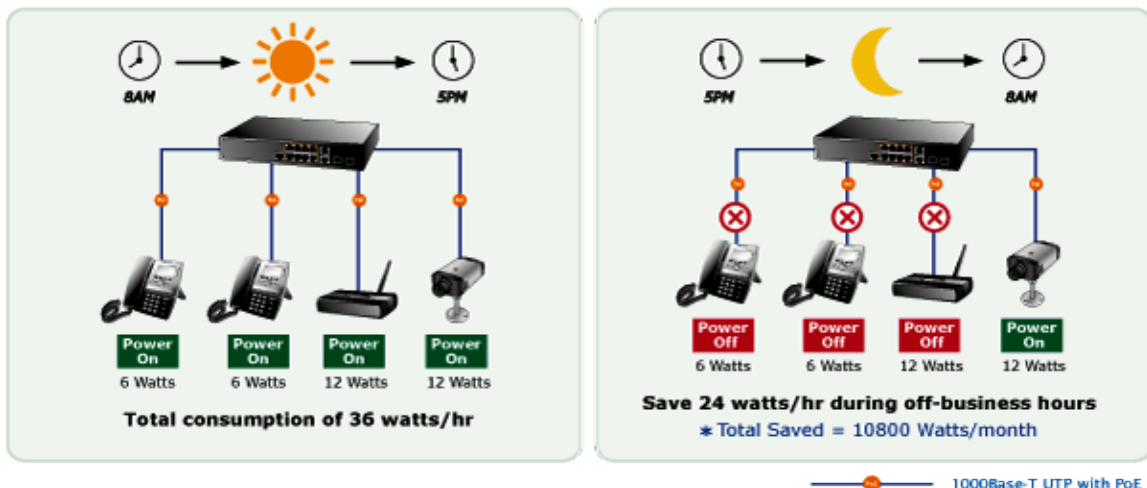 8AM
5PM
Power On
Power On
Power On
Power On
6 Watts
6 Watts
12 Watts
12 Watts
Total consumption of 36 watts/hr
5PM
8AM
Power Off
Power Off
Power Off
Power On
6 Watts
6 Watts
12 Watts
12 Watts
Save 24 watts/hr during off-business hours
* Total Saved = 10800 Watts/month
1000Base-T UTP with PoE